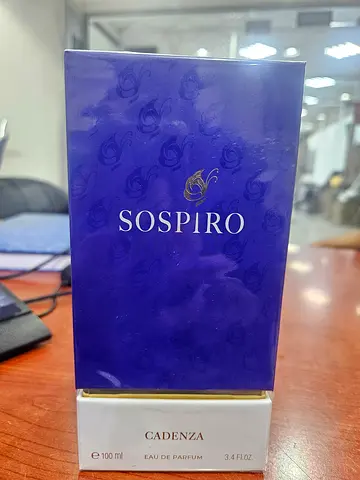 SOSPIRO
CADENZA
℮ 100 ml EAU DE PARFUM 3.4 Fl.oz